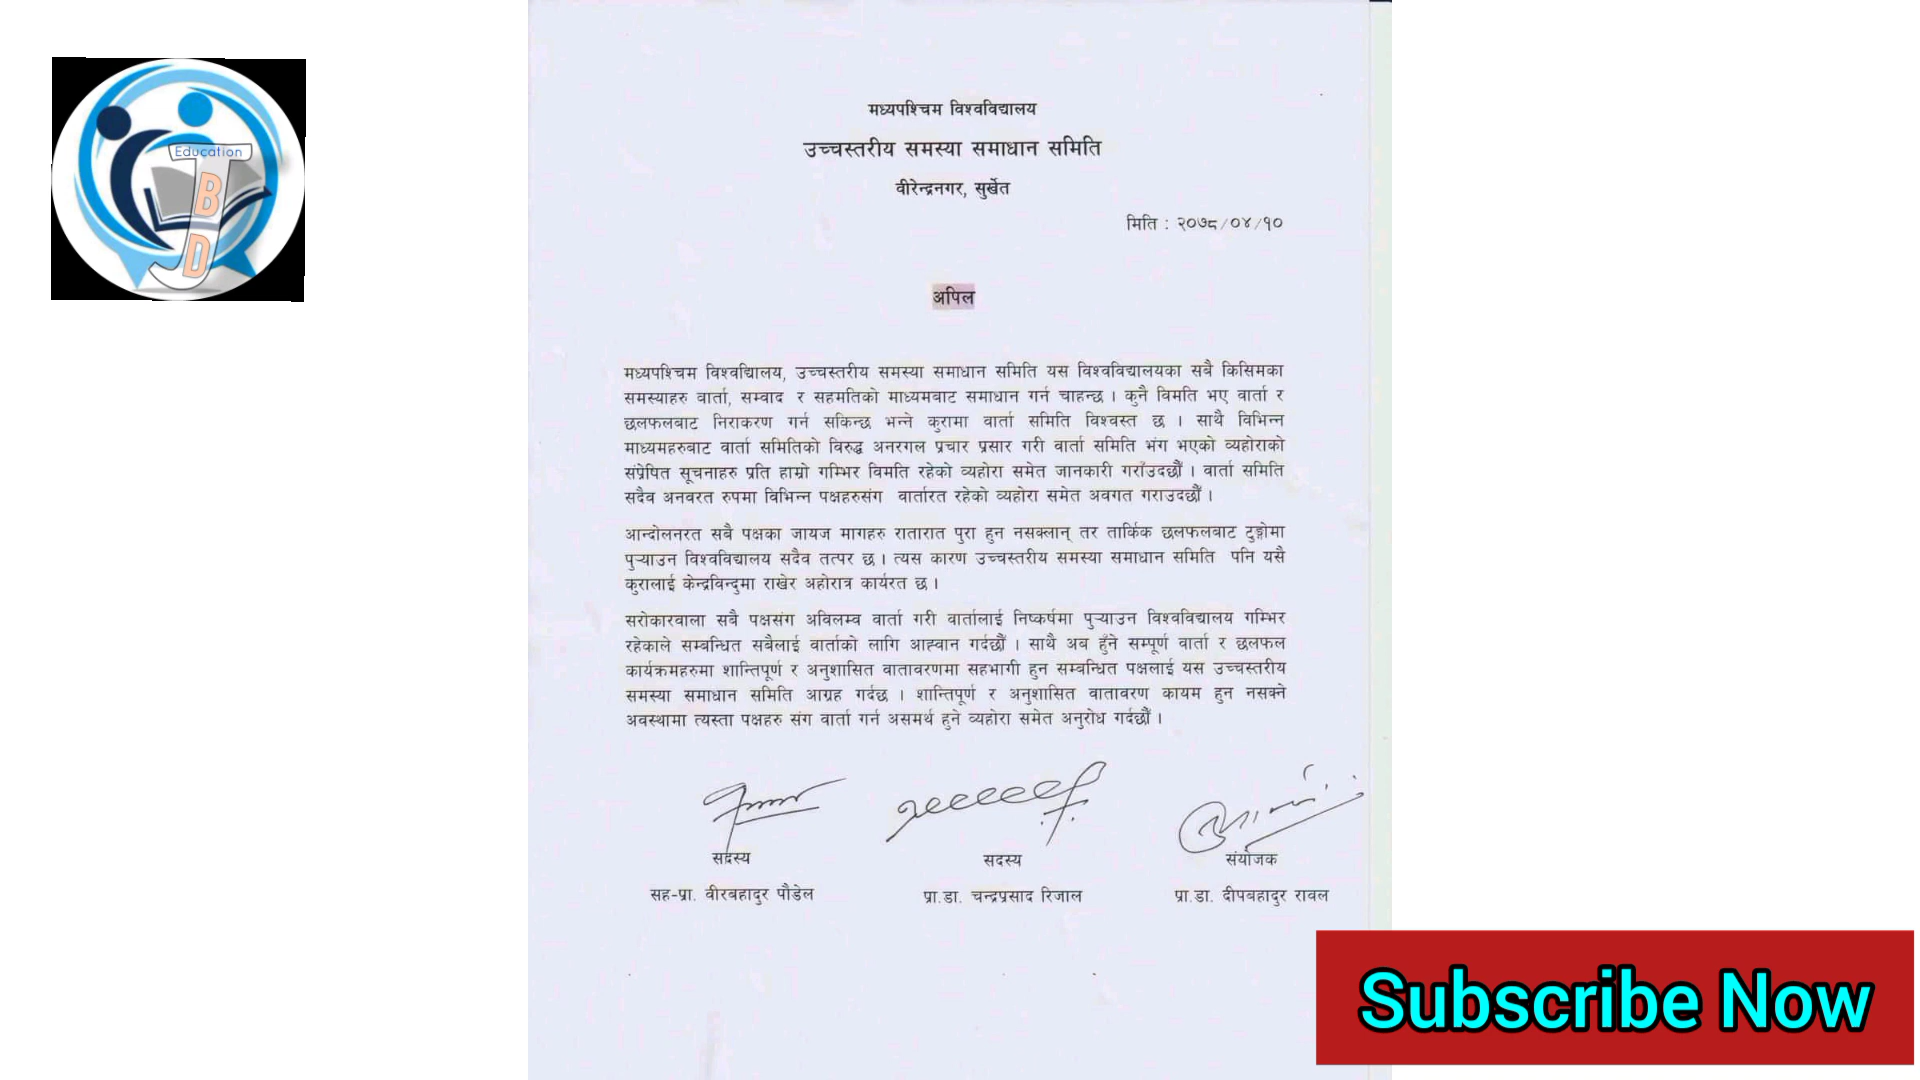 Education
J
B
D
मध्यपश्चिम विश्वविद्यालय
उच्चस्तरीय समस्या समाधान समिति
वीरेन्द्रनगर, सुर्खेत
मिति : २०७८/०४/१०
अपिल
मध्यपश्चिम विश्वद्यािलय, उच्चस्तरीय समस्या समाधान समिति यस विश्वविद्यालयका सबै किसिमका
समस्याहरु वार्ता, सम्वाद र सहमतिको माध्यमबाट समाधान गर्न चाहन्छ । कुनै विमति भए वार्ता र
छलफलबाट निराकरण गर्न सकिन्छ भन्ने कुरामा वार्ता समिति विश्वस्त छ । साथै विभिन्न
माध्यमहरुबाट वार्ता समितिको विरुद्ध अनरगल प्रचार प्रसार गरी वार्ता समिति भंग भएको व्यहोराको
संप्रेषित सूचनाहरु प्रति हाम्रो गम्भिर विमति रहेको व्यहोरा समेत जानकारी गराँउदछौँ । वार्ता समिति
सदैव अनवरत रुपमा विभिन्न पक्षहरुसंग वार्तारत रहेको व्यहोरा समेत अवगत गराउदछौँ ।
आन्दोलनरत सबै पक्षका जायज मागहरु रातारात पुरा हुन नसक्लान् तर तार्किक छलफलबाट टुङ्गोमा
पुऱ्याउन विश्वविद्यालय सदैव तत्पर छ । त्यस कारण उच्चस्तरीय समस्या समाधान समिति पनि यसै
कुरालाई केन्द्रविन्दुमा राखेर अहोरात्र कार्यरत छ ।
सरोकारवाला सबै पक्षसंग अविलम्व वार्ता गरी वार्तालाई निष्कर्षमा पुऱ्याउन विश्वविद्यालय गम्भिर
रहेकाले सम्बन्धित सबैलाई वार्ताको लागि आह्वान गर्दछौँ । साथै अब हुँने सम्पूर्ण वार्ता र छलफल
कार्यक्रमहरुमा शान्तिपूर्ण र अनुशासित वातावरणमा सहभागी हुन सम्बन्धित पक्षलाई यस उच्चस्तरीय
समस्या समाधान समिति आग्रह गर्दछ । शान्तिपूर्ण र अनुशासित वातावरण कायम हुन नसक्ने
अवस्थामा त्यस्ता पक्षहरु संग वार्ता गर्न असमर्थ हुने व्यहोरा समेत अनुरोध गर्दछौँ ।
सदस्य सदस्य संयोजक
सह-प्रा. वीरबहादुर पौडेल प्रा.डा. चन्द्रप्रसाद रिजाल प्रा.डा. दीपबहादुर रावल
Subscribe Now